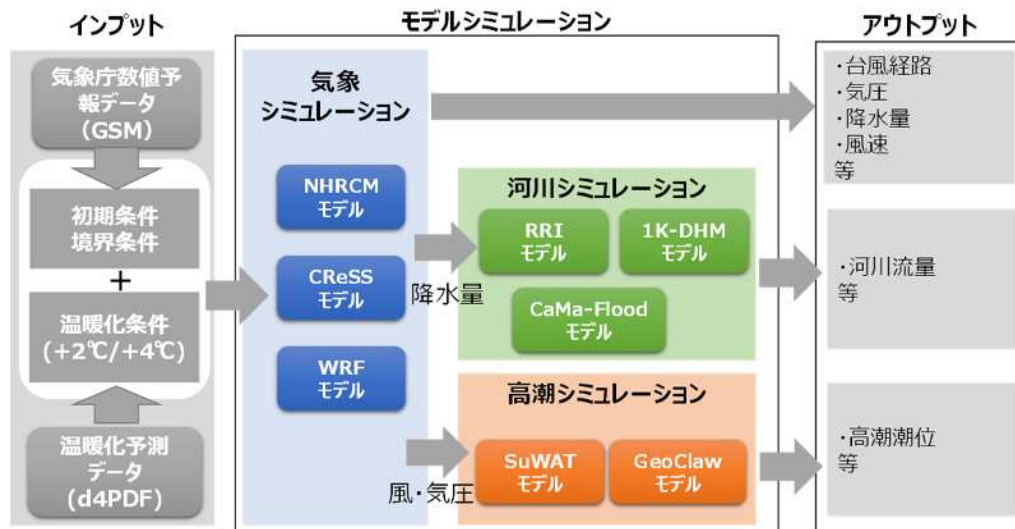 インプット
気象庁数値予
報データ
(GSM)
初期条件
境界条件
+
温暖化条件
(+2℃/+4℃)
温暖化予測
データ
(d4PDF)
モデルシミュレーション
気象
シミュレーション
NHRCM
モデル
CReSS
モデル
WRF
モデル
降水量
風・気圧
河川シミュレーション
RRI
モデル
1K-DHM
モデル
CaMa-Flood
モデル
高潮シミュレーション
SuWAT
モデル
GeoClaw
モデル
アウトプット
・台風経路
・気圧
・降水量
・風速
等
・河川流量
等
・高潮潮位
等